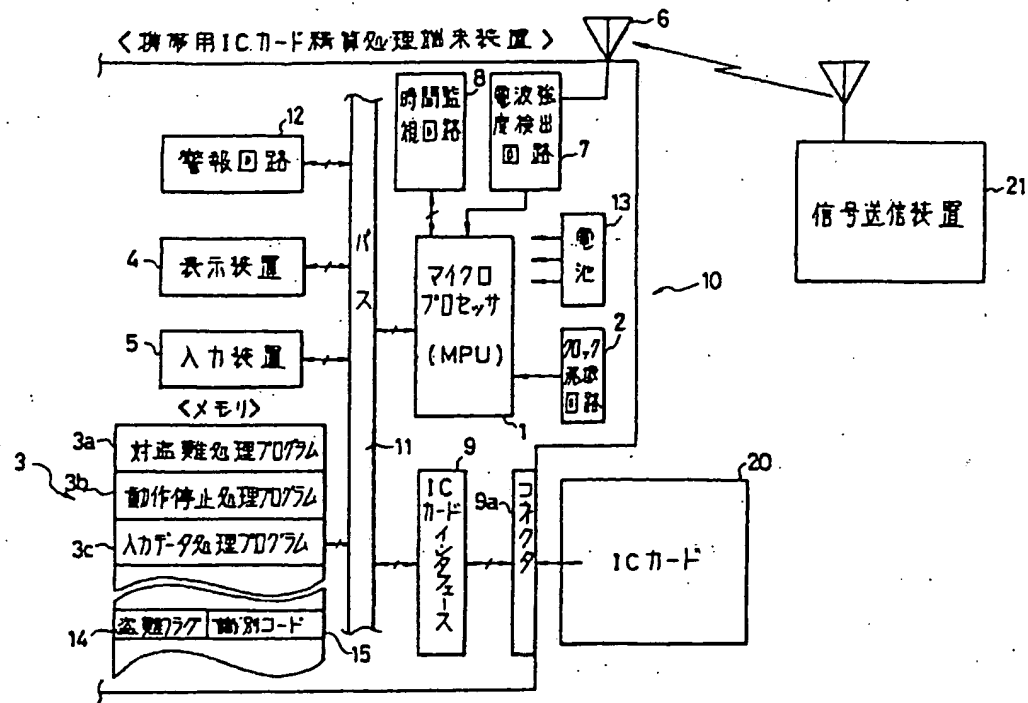 ＜携帯用ICカード精算処理端末装置＞
6
8
時間監
視回路
電波強
度検出
回路
7
12
警報回路
信号送信装置
21
バス
13
電池
4
表示装置
マイクロ
プロセッサ
(MPU)
10
5
入力装置
2
クロック
発振
回路
1
＜メモリ＞
3
3a
対盗難処理プログラム
3b
動作停止処理プログラム
3c
入力データ処理プログラム
11
9
ICカードインタフェース
9a
コネクタ
20
ICカード
14
盗難フラグ
識別コード
15